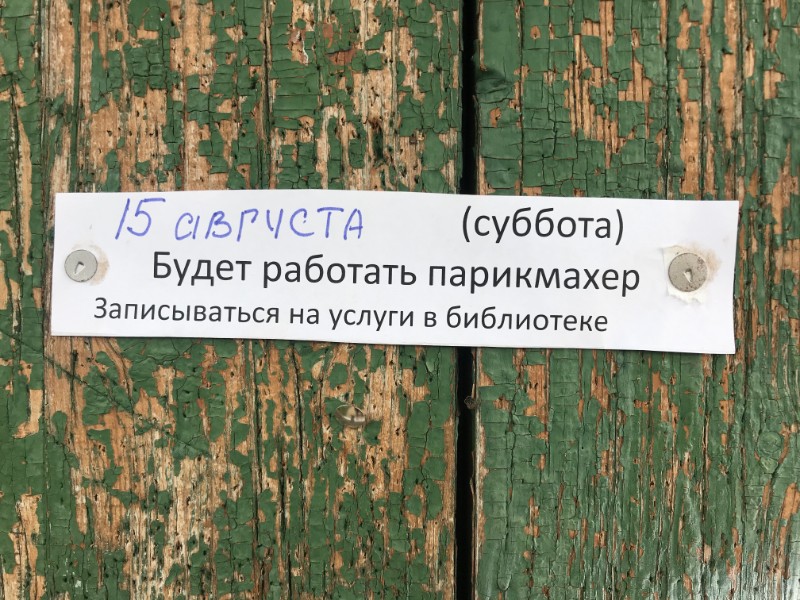 15 августа (суббота)
Будет работать парикмахер
Записываться на услуги в библиотеке